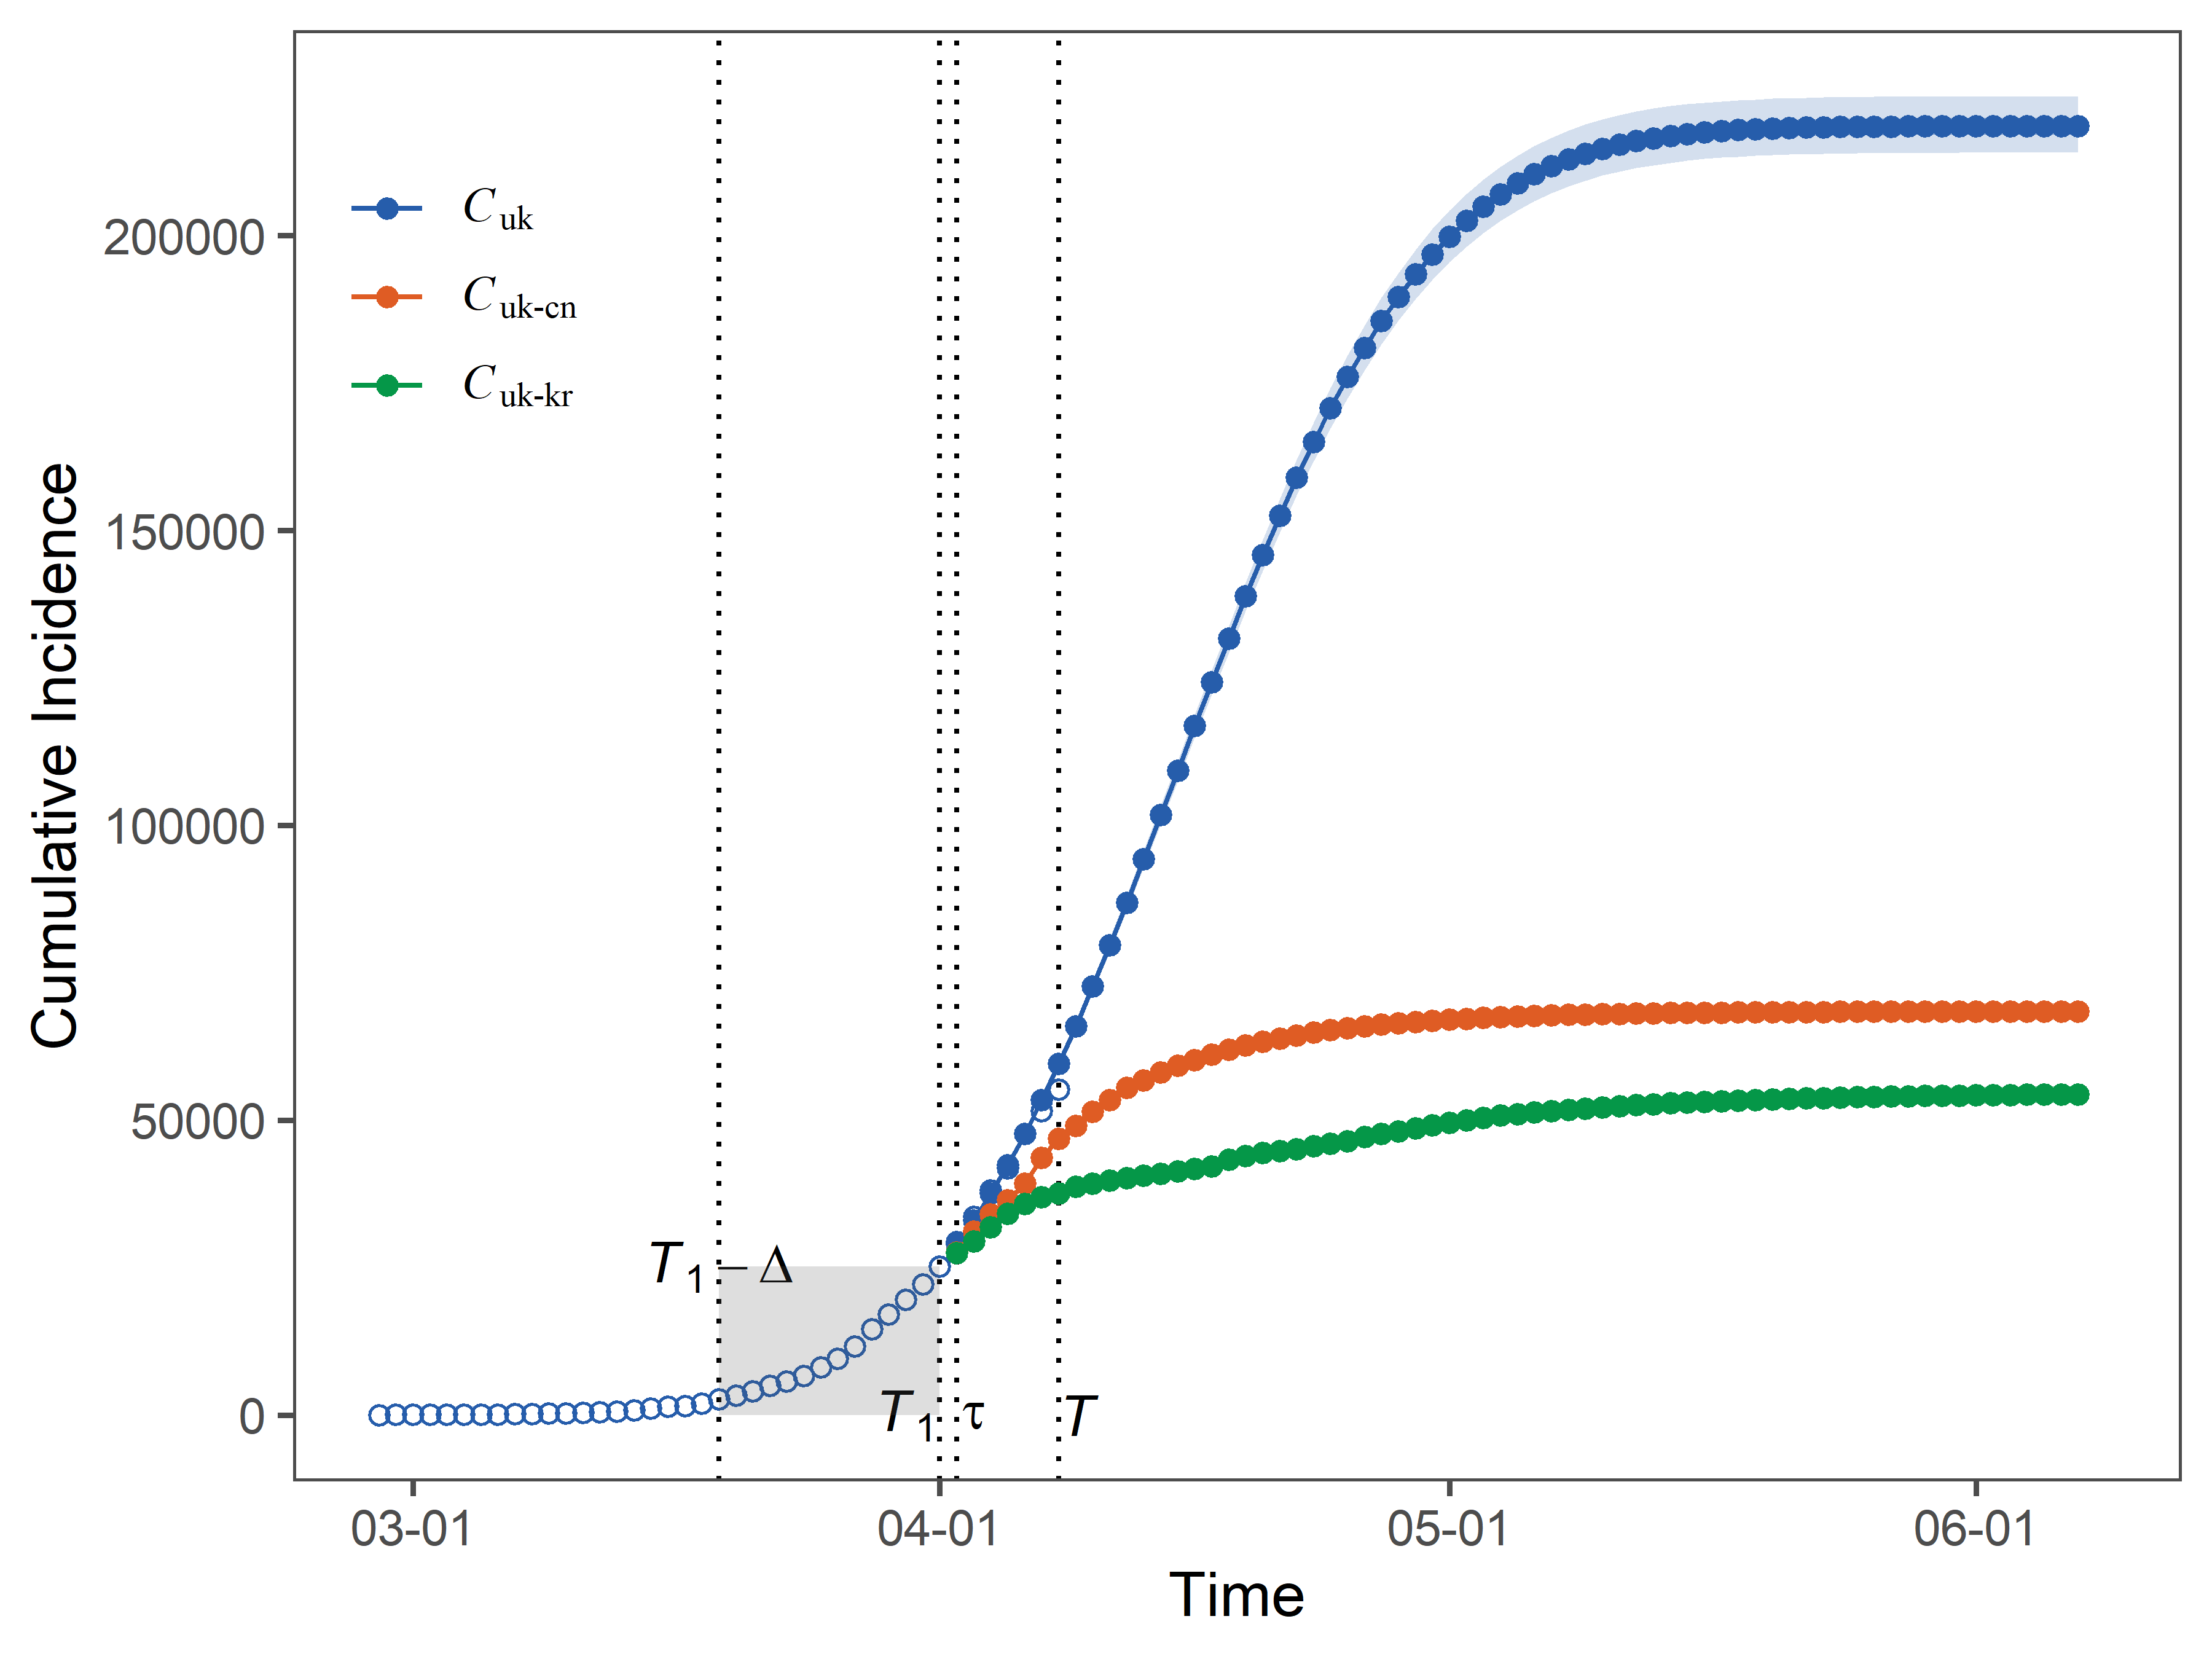 C uk
C uk-cn
C uk-kr
200000
150000
100000
50000
0
Cumulative Incidence
T 1 − Δ
T 1
τ
T
03-01
04-01
05-01
06-01
Time